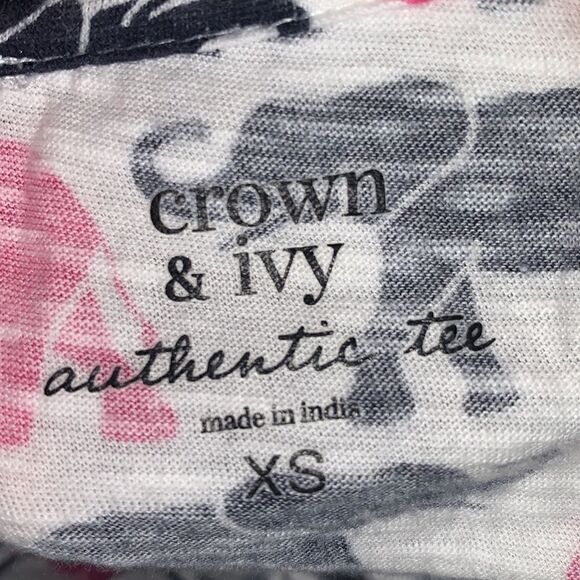 crown
& ivy
authentic tee
made in india
XS